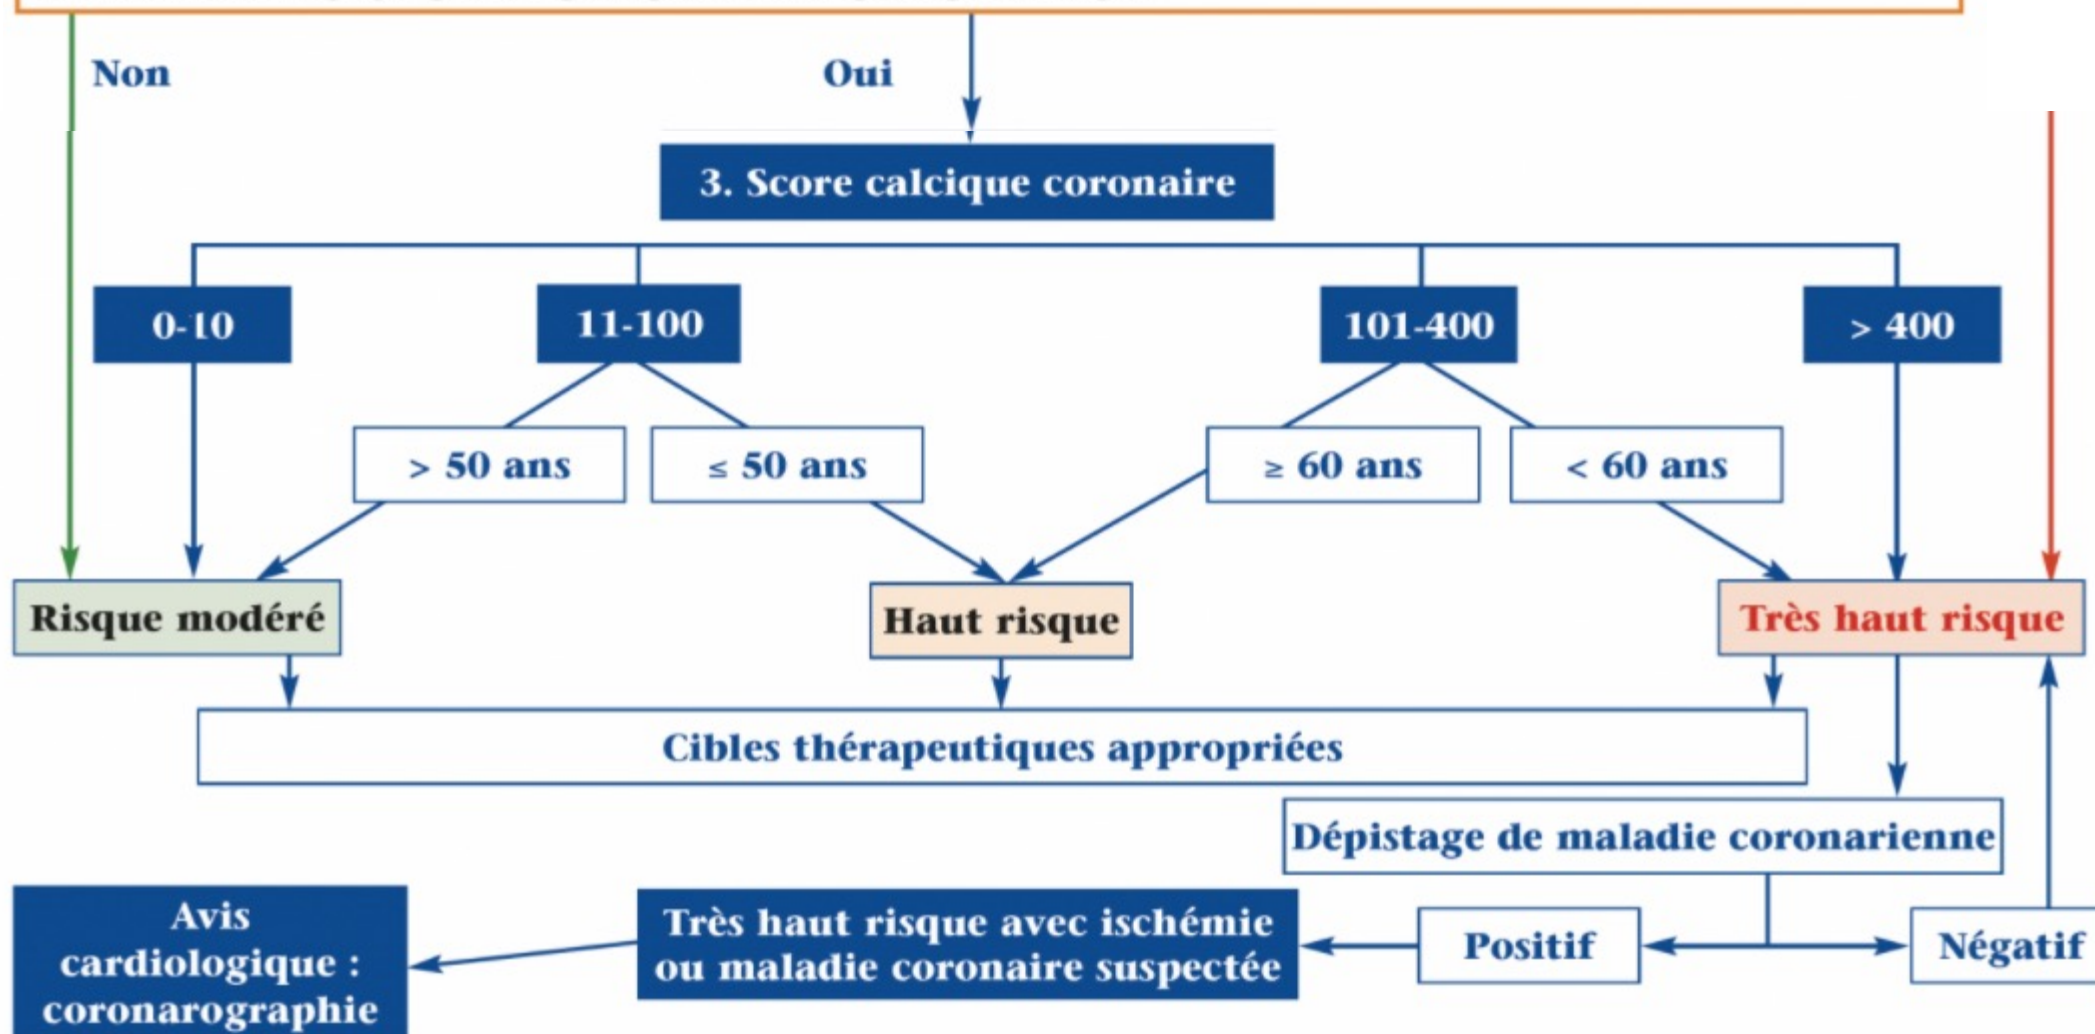 Non
Oui
3. Score calcique coronaire
0-10
11-100
101-400
> 400
> 50 ans
≤ 50 ans
≥ 60 ans
< 60 ans
Risque modéré
Haut risque
Très haut risque
Cibles thérapeutiques appropriées
Dépistage de maladie coronarienne
Avis
cardiologique :
coronarographie
Très haut risque avec ischémie
ou maladie coronaire suspectée
Positif
Négatif